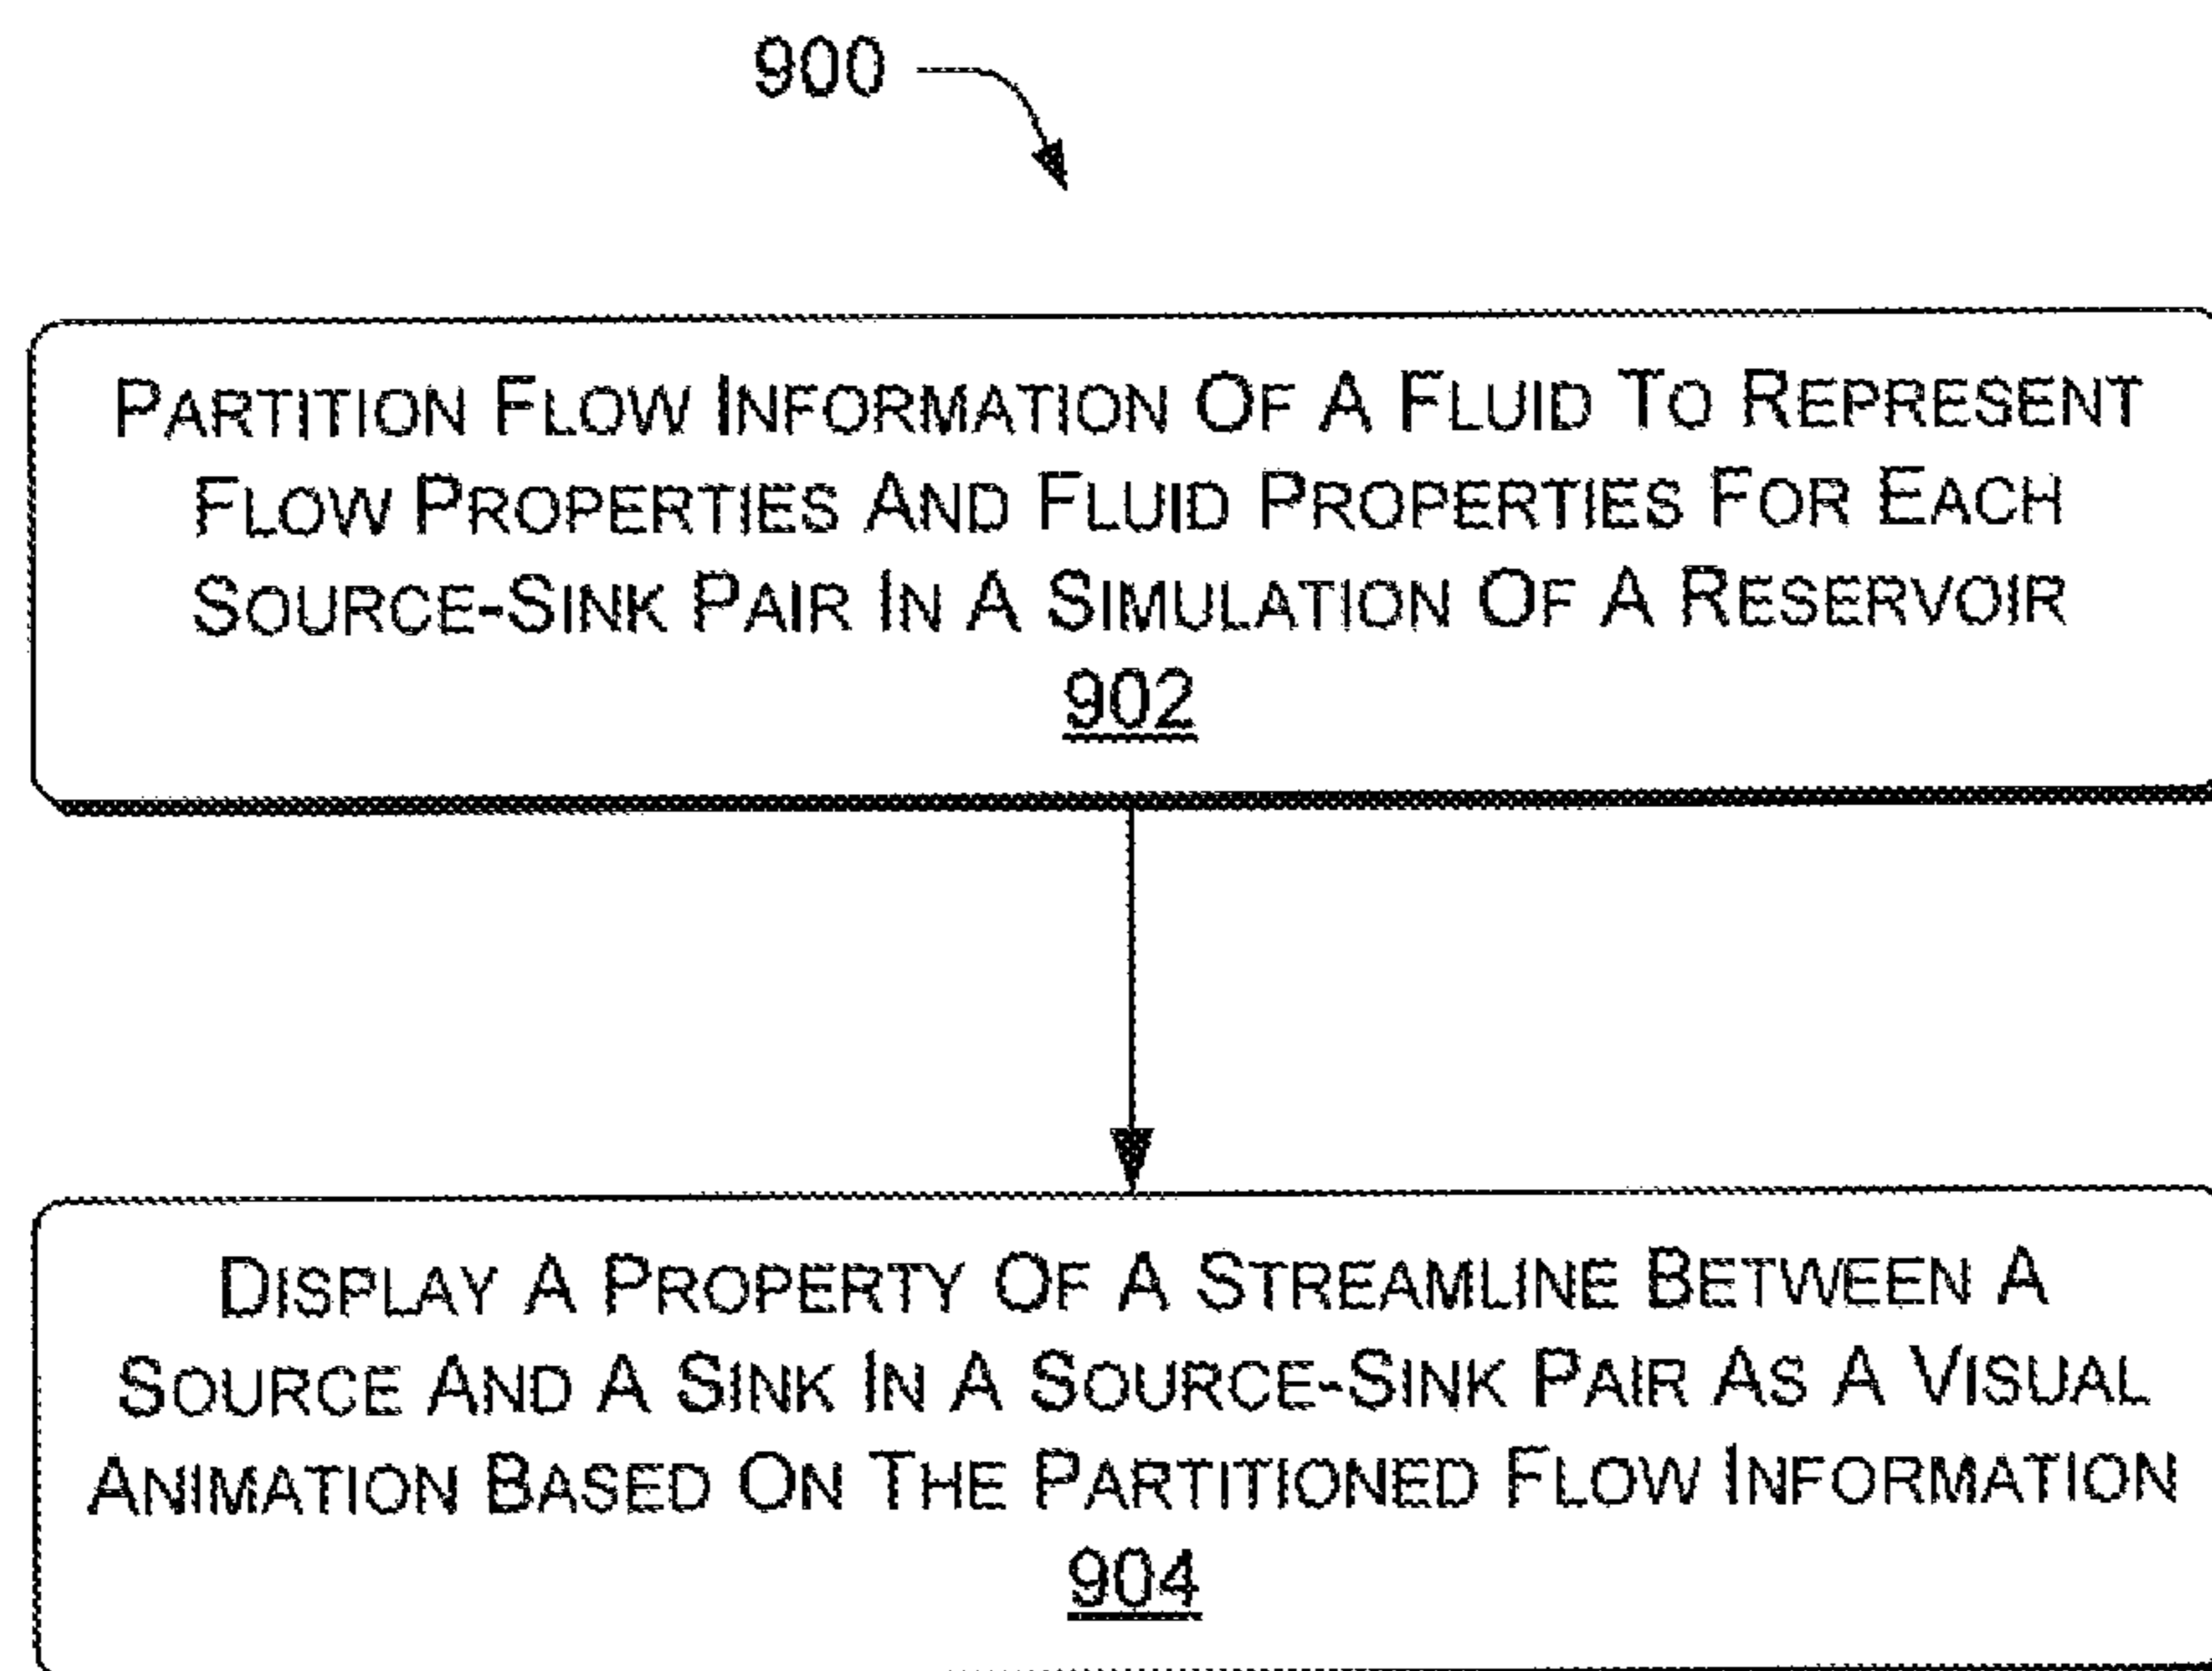 900
PARTITION FLOW INFORMATION OF A FLUID TO REPRESENT
FLOW PROPERTIES AND FLUID PROPERTIES FOR EACH
SOURCE-SINK PAIR IN A SIMULATION OF A RESERVOIR
902
DISPLAY A PROPERTY OF A STREAMLINE BETWEEN A
SOURCE AND A SINK IN A SOURCE-SINK PAIR AS A VISUAL
ANIMATION BASED ON THE PARTITIONED FLOW INFORMATION
904